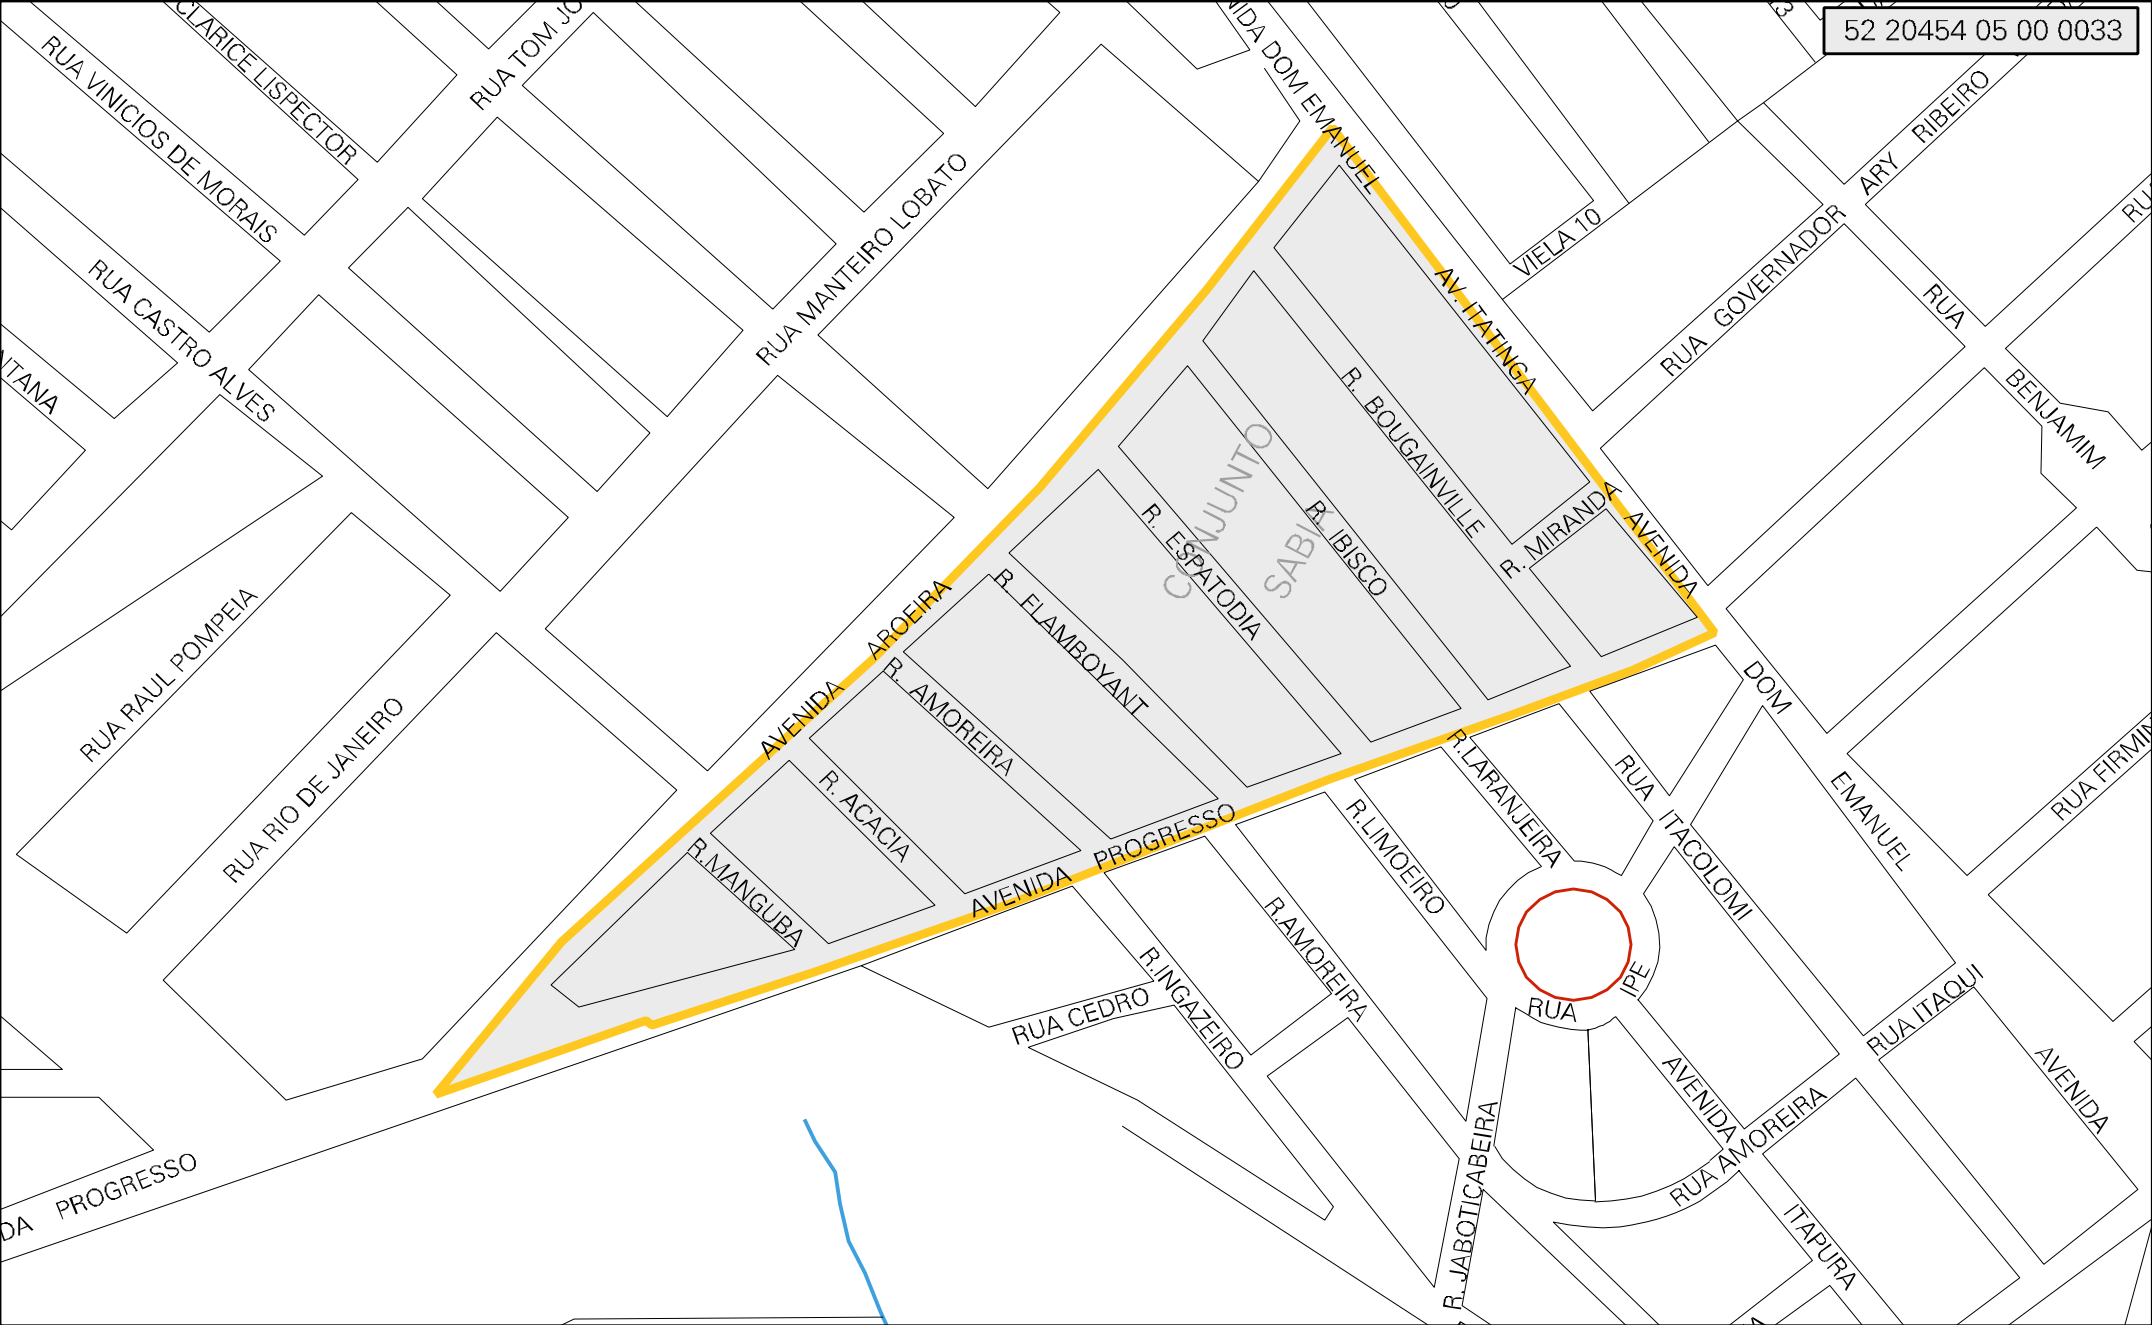 52 20454 05 00 0033
CLARICE LISPECTOR
RUA TOM JO
RUA VINICIOS DE MORAIS
RUA CASTRO ALVES
RUA MANTEIRO LOBATO
NTANA
RUA RAUL POMPEIA
RUA RIO DE JANEIRO
NIDA DOM EMANUEL
VIELA 10
ARY RIBEIRO
RUA GOVERNADOR
RUA BENJAMIM
RU
AV. ITATINGA
R. BOUGAINVILLE
R. MIRANDA
R. IBISCO
R. ESPATODIA
CONJUNTO
SABIA
R. FLAMBOYANT
R. AMOREIRA
R. ACACIA
R.MANGUBA
AVENIDA AROEIRA
AVENIDA PROGRESSO
AVENIDA DOM EMANUEL
RUA FIRMIN
R.LARANJEIRA
RUA ITACOLOMI
R.LIMOEIRO
R.AMOREIRA
R.INGAZEIRO
RUA CEDRO
RUA IPE
RUA ITAQUI
AVENIDA
AVENIDA ITAPURA
RUA AMOREIRA
R. JABOTICABEIRA
DA PROGRESSO